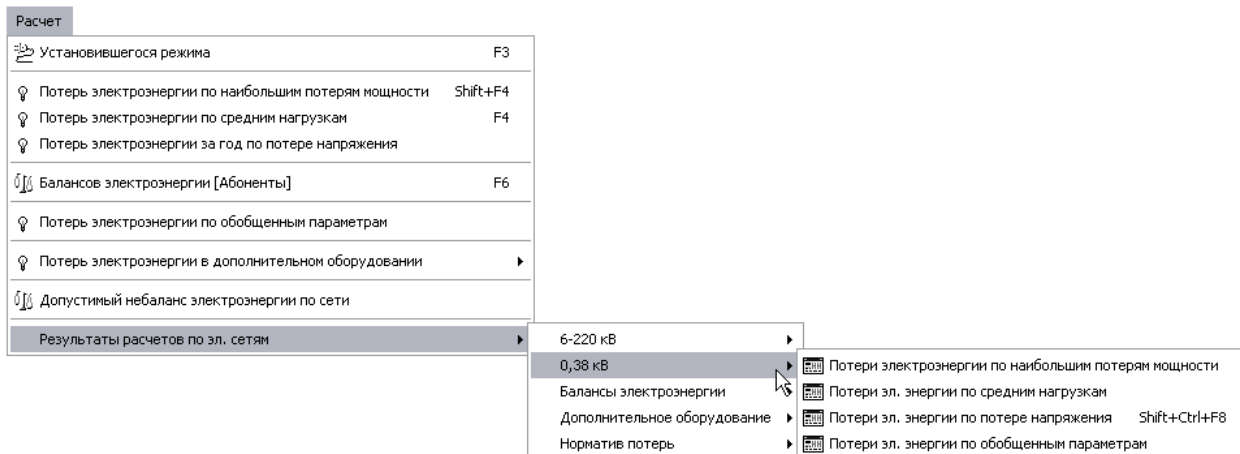 Расчет
Установившегося режима F3
Потерь электроэнергии по наибольшим потерям мощности Shift+F4
Потерь электроэнергии по средним нагрузкам F4
Потерь электроэнергии за год по потере напряжения
Балансов электроэнергии [Абоненты] F6
Потерь электроэнергии по обобщенным параметрам
Потерь электроэнергии в дополнительном оборудовании
Допустимый небаланс электроэнергии по сети
Результаты расчетов по эл. сетям
6-220 кВ
0,38 кВ
Балансы электроэнергии
Дополнительное оборудование
Норматив потерь
Потери электроэнергии по наибольшим потерям мощности
Потери эл. энергии по средним нагрузкам
Потери эл. энергии по потере напряжения Shift+Ctrl+F8
Потери эл. энергии по обобщенным параметрам